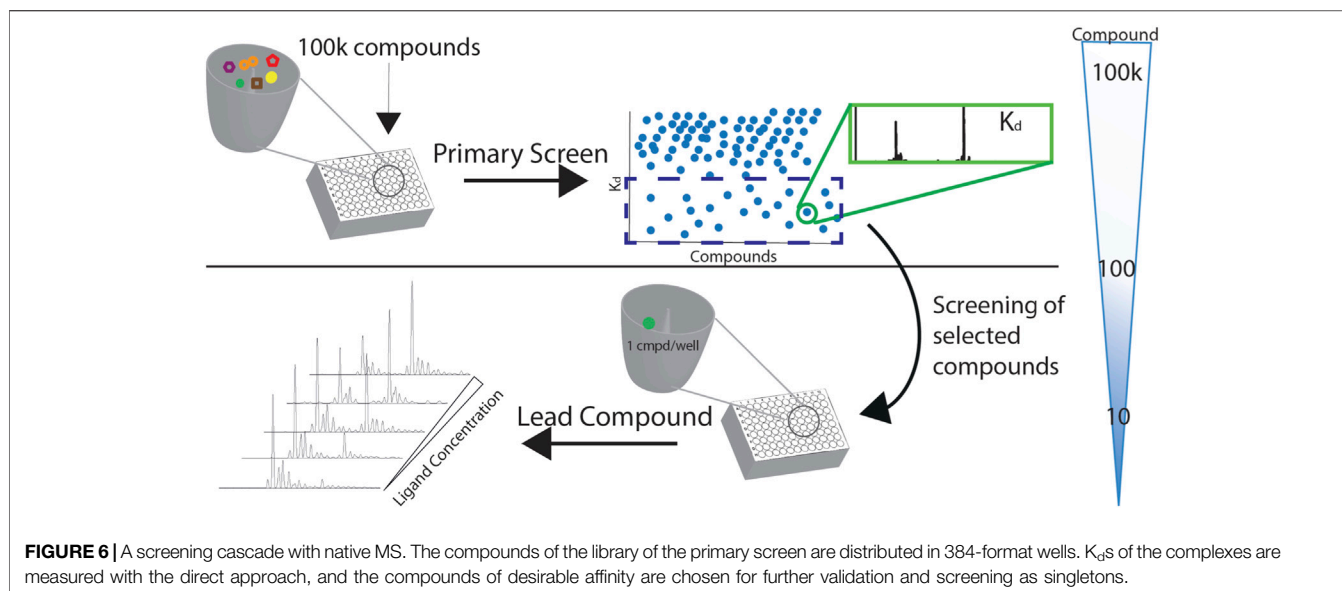 100k compounds
Primary Screen
Kd
Compounds
Kd
Compound
100k
100
10
Screening of
selected
compounds
1 cmpd/well
Lead Compound
Ligand Concentration
FIGURE 6 | A screening cascade with native MS. The compounds of the library of the primary screen are distributed in 384-format wells. Kds of the complexes are
measured with the direct approach, and the compounds of desirable affinity are chosen for further validation and screening as singletons.